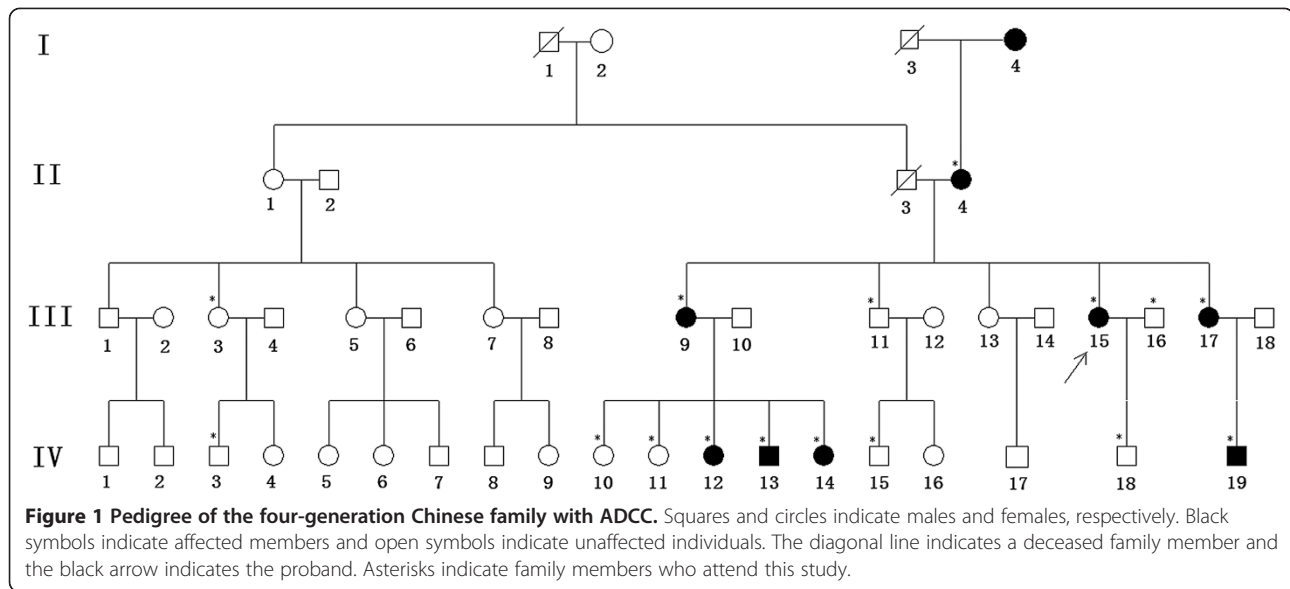 I
1 2 3 4
II
* 
1 2 3 4
III
* * * * * *
1 2 3 4 5 6 7 8 9 10 11 12 13 14 15 16 17 18
IV
* * * * * * * * *
1 2 3 4 5 6 7 8 9 10 11 12 13 14 15 16 17 18 19
Figure 1 Pedigree of the four-generation Chinese family with ADCC. Squares and circles indicate males and females, respectively. Black
symbols indicate affected members and open symbols indicate unaffected individuals. The diagonal line indicates a deceased family member and
the black arrow indicates the proband. Asterisks indicate family members who attend this study.